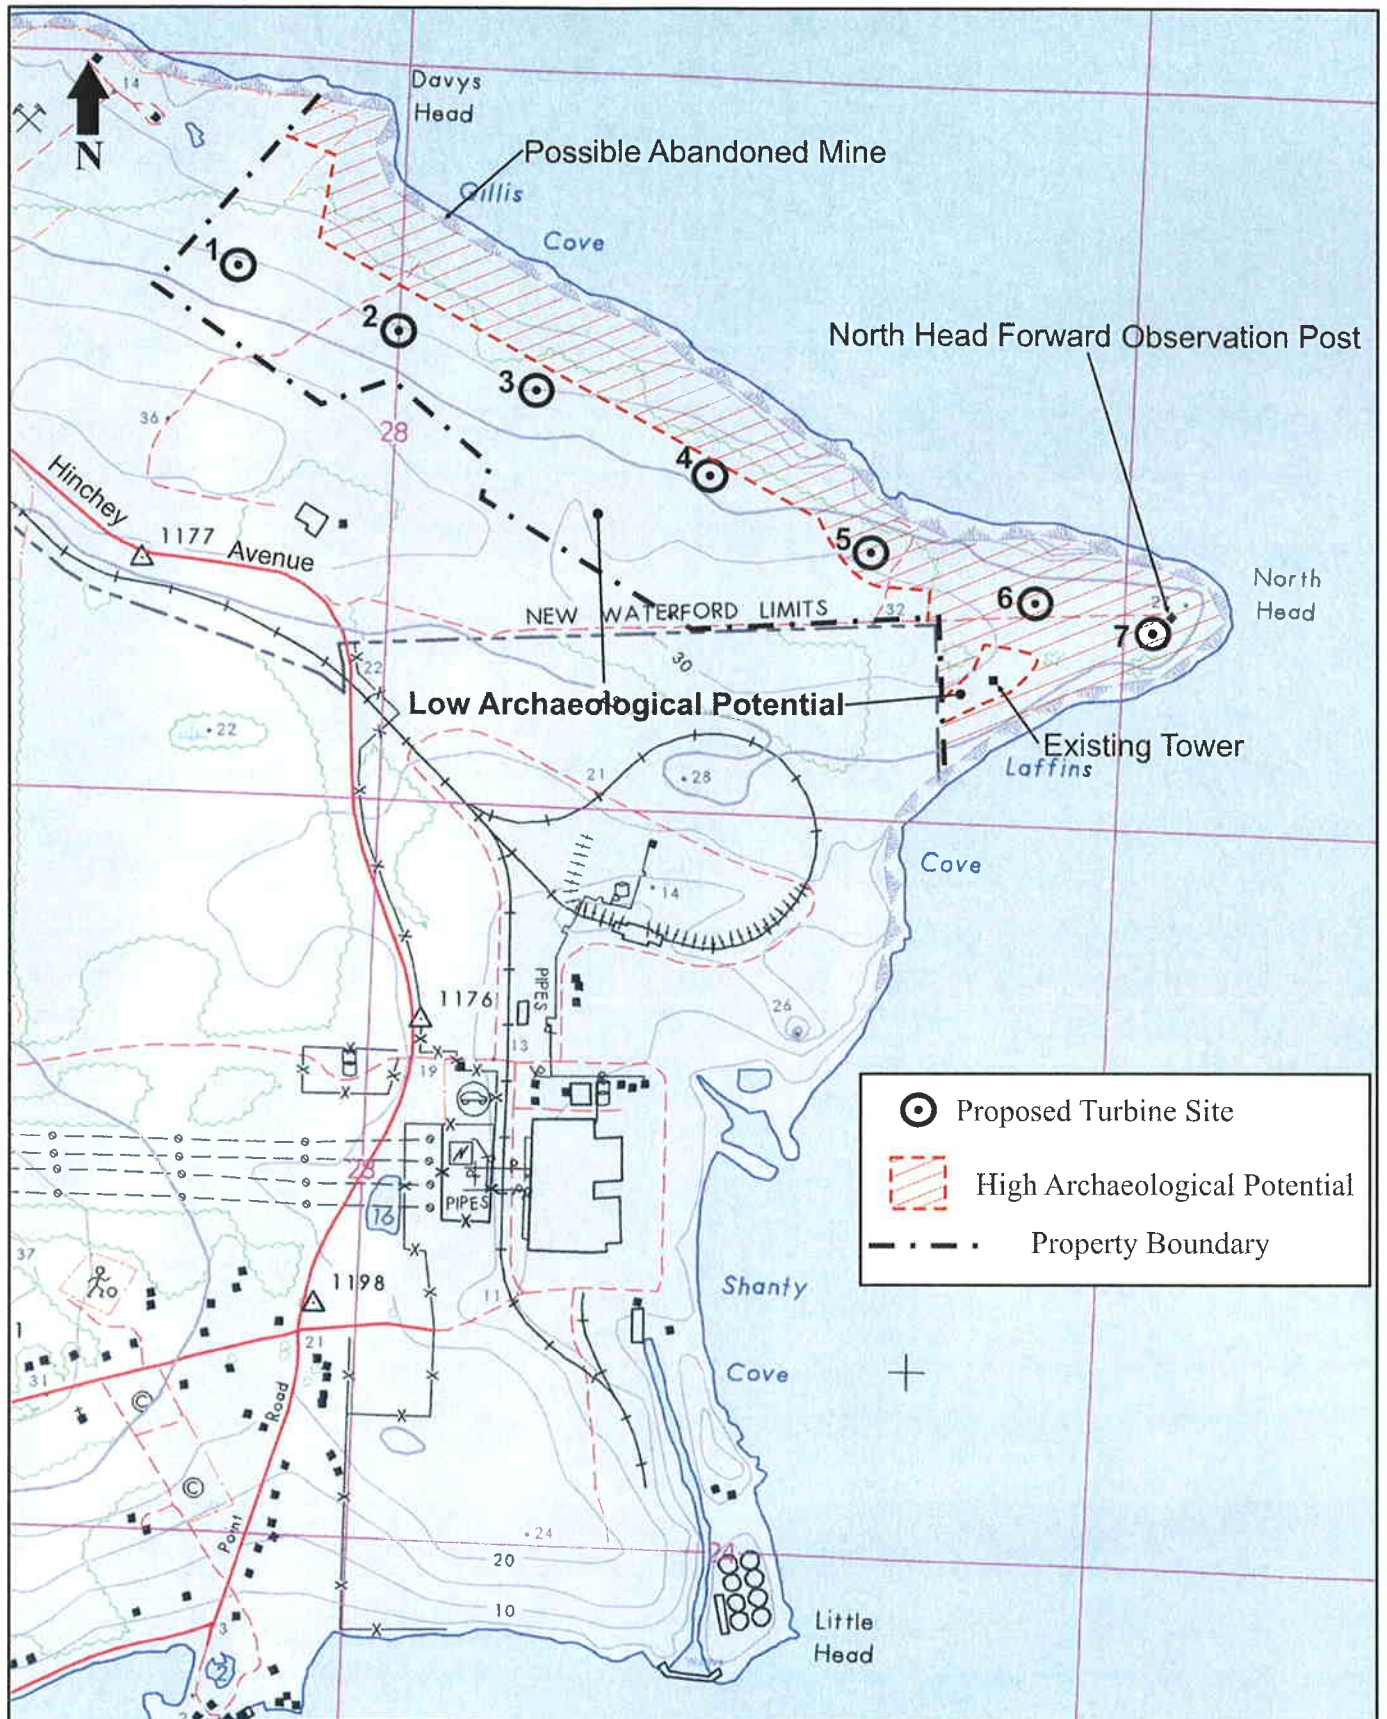 Davys
Head
14
N
Possible Abandoned Mine
Gillis
Cove
1
2
North Head Forward Observation Post
3
36
28
4
Hinchey
1177
Avenue
5
North
Head
6
NEW WATERFORD LIMITS
32
7
22
30
Low Archaeological Potential
22
Existing Tower
Laffins
21
28
Cove
14
PIPES
1176
26
13
19
Proposed Turbine Site
High Archaeological Potential
Property Boundary
28
16
PIPES
37
1198
Shanty
11
1
21
31
Cove
C
Road
C
Point
24
24
20
10
3
Little
Head